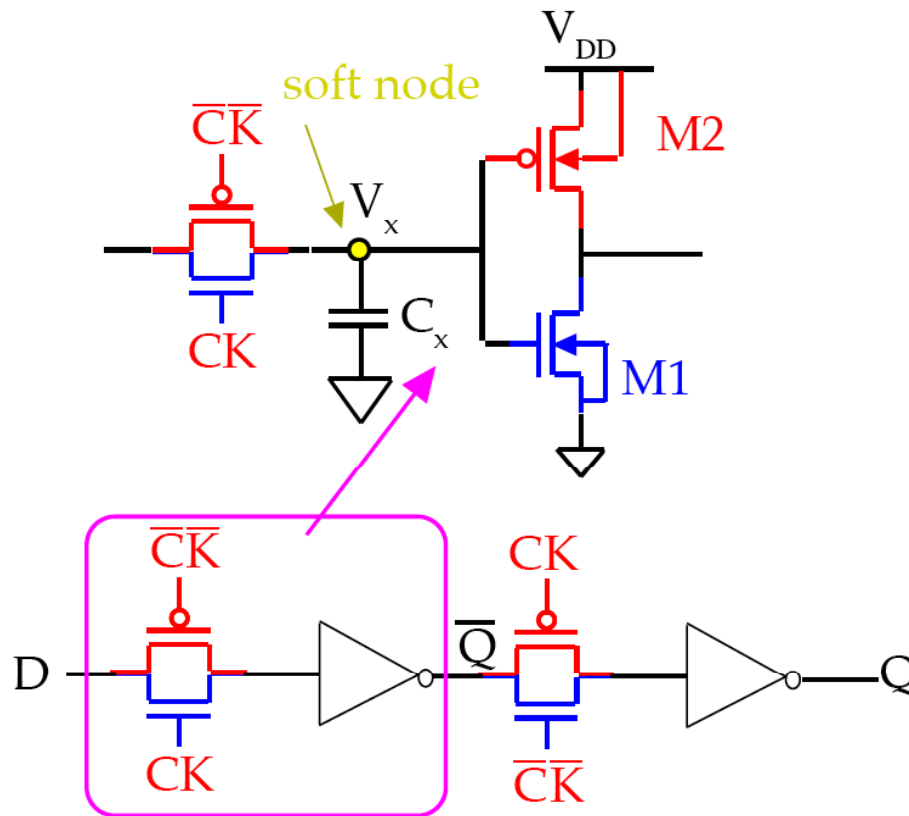 V_DD
soft node
C̅K̅
M2
V_x
C_x
CK
M1
C̅K̅
CK
Q̅
D
Q
CK
C̅K̅